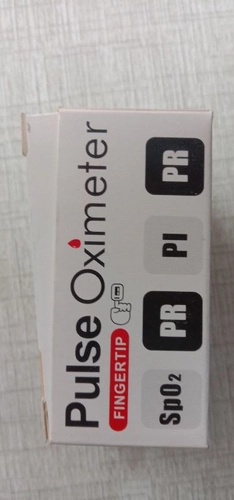 Pulse Oximeter
FINGERTIP
SpO₂ PR PI PR